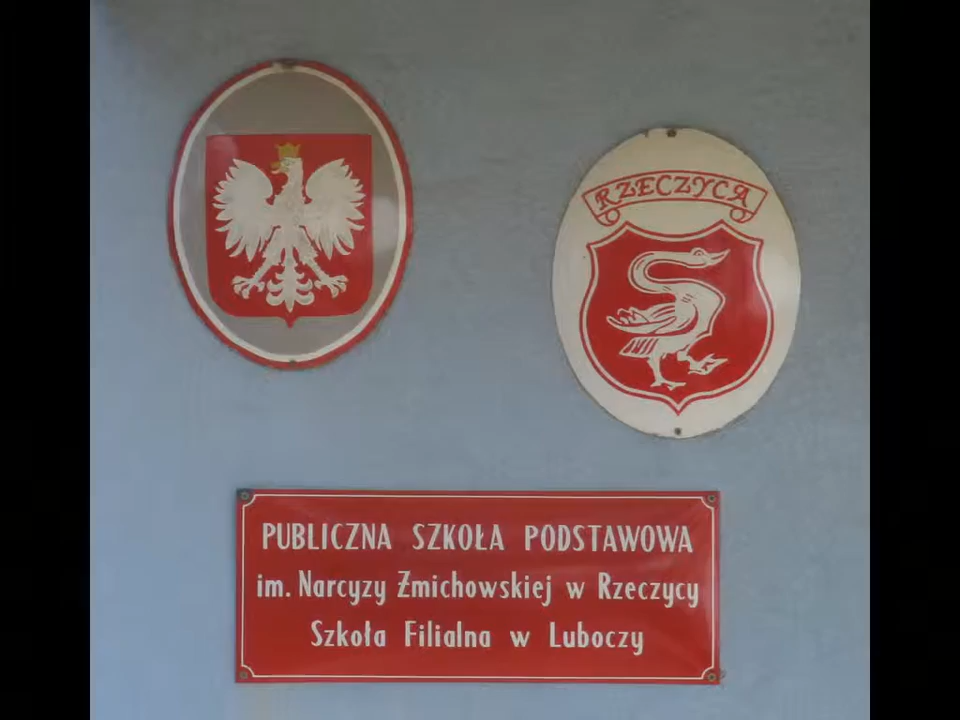 RZECZYCA
PUBLICZNA SZKOŁA PODSTAWOWA
im. Narcyzy Żmichowskiej w Rzeczycy
Szkoła Filialna w Luboczy